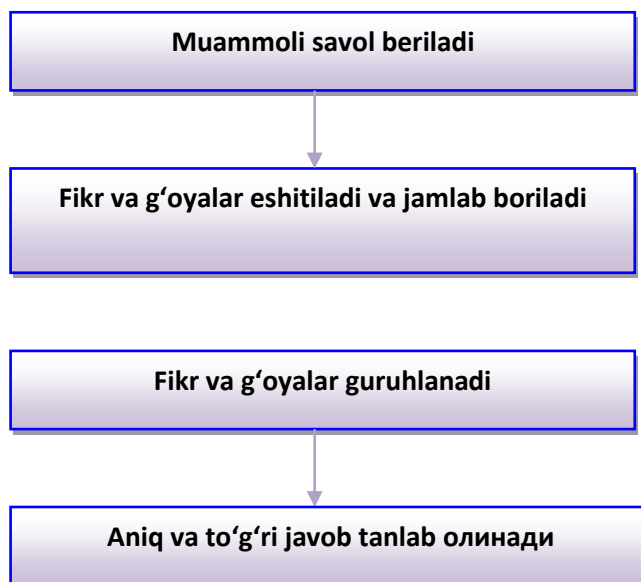 Muammoli savol beriladi
Fikr va g‘oyalar eshitiladi va jamlab boriladi
Fikr va g‘oyalar guruhlanadi
Aniq va to‘g‘ri javob tanlab олинади